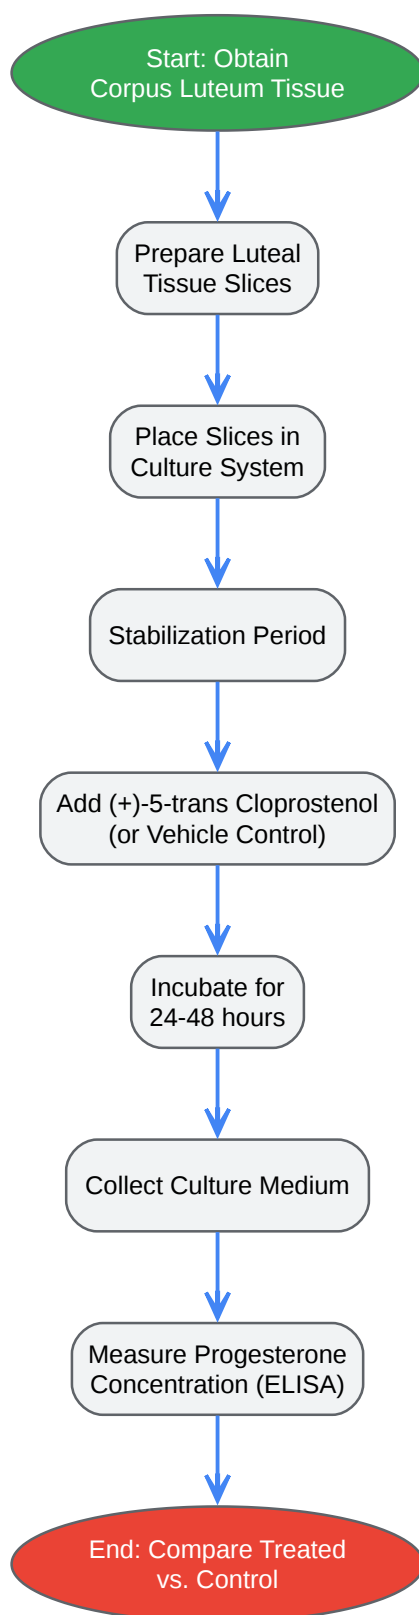 Start: Obtain
Corpus Luteum Tissue
Prepare Luteal
Tissue Slices
Place Slices in
Culture System
Stabilization Period
Add (+)-5-trans Cloprostenol
(or Vehicle Control)
Incubate for
24-48 hours
Collect Culture Medium
Measure Progesterone
Concentration (ELISA)
End: Compare Treated
vs. Control